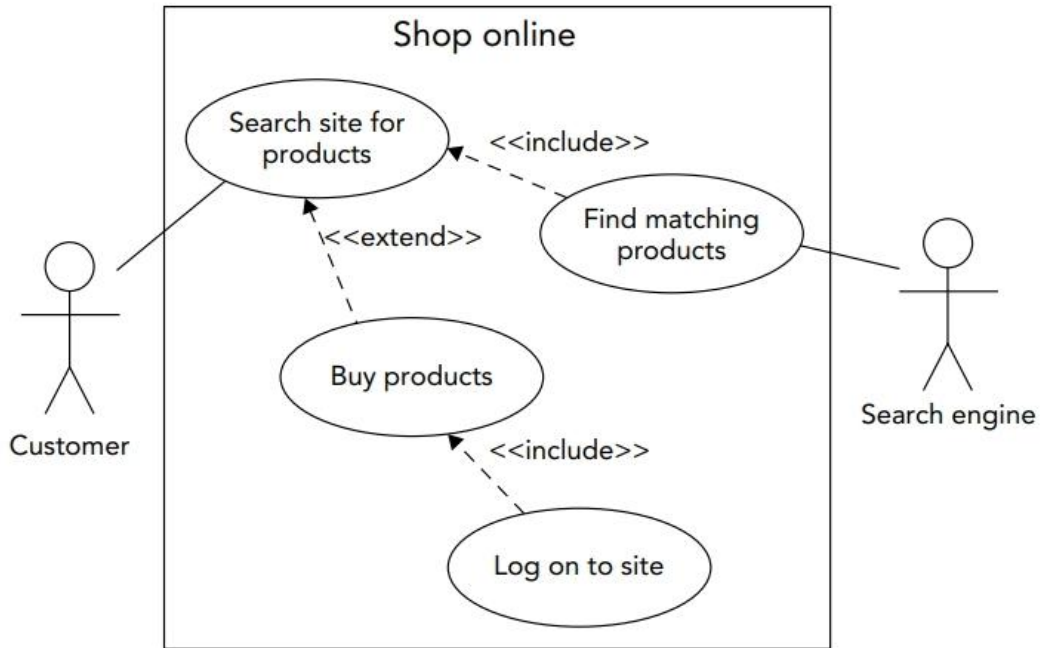 Shop online
Search site for
products
<<include>>
Find matching
products
<<extend>>
Buy products
Search engine
Customer
<<include>>
Log on to site